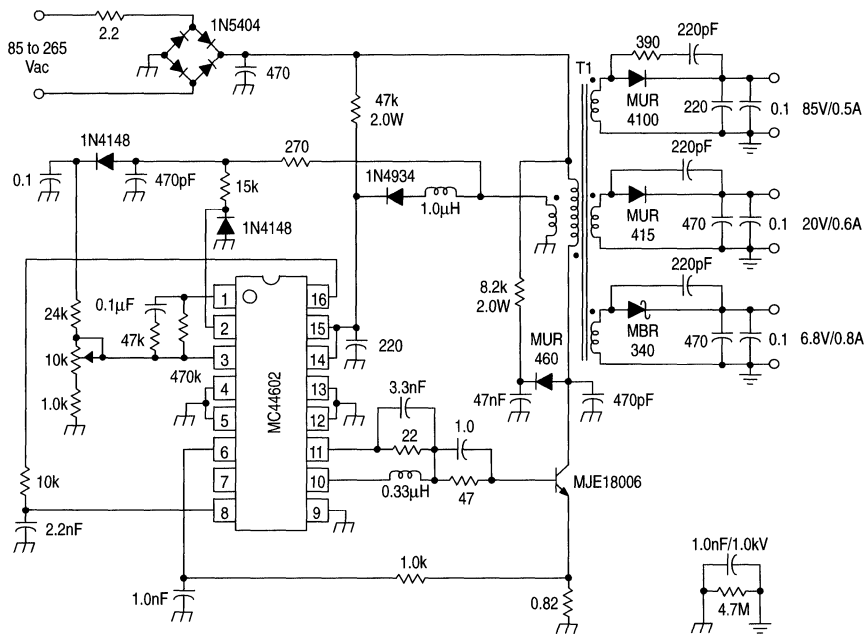 2.2
1N5404
85 to 265
Vac
470
47k
2.0W
T1
390
220pF
MUR
4100
220
0.1
85V/0.5A
1N4148
270
0.1
470pF
15k
1N4934
1.0µH
1N4148
220pF
MUR
415
470
0.1
20V/0.6A
8.2k
2.0W
220pF
MBR
340
470
0.1
6.8V/0.8A
24k
0.1µF
47k
470k
10k
1.0k
1
2
3
4
5
6
7
8
MC44602
16
15
14
13
12
11
10
9
220
MUR
460
47nF
470pF
3.3nF
22
1.0
0.33µH
47
MJE18006
10k
2.2nF
1.0nF
1.0k
0.82
1.0nF/1.0kV
4.7M